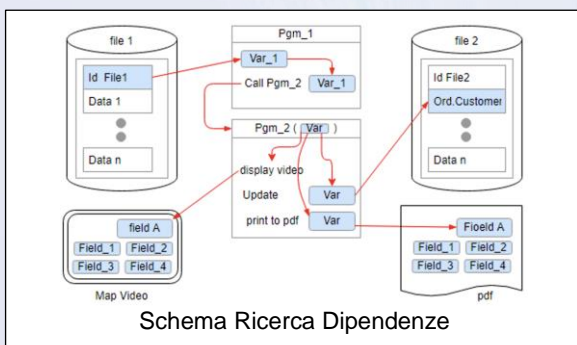 file 1
Id File1
Data 1
Data n
Pgm_1
Var_1
Call Pgm_2 Var_1
Pgm_2 ( Var )
display video
Update Var
print to pdf Var
file 2
Id File2
Ord.Customer
Data n
field A
Field_1 Field_2
Field_3 Field_4
Map Video
Fioeld A
Field_1 Field_2
Field_3 Field_4
pdf
Schema Ricerca Dipendenze